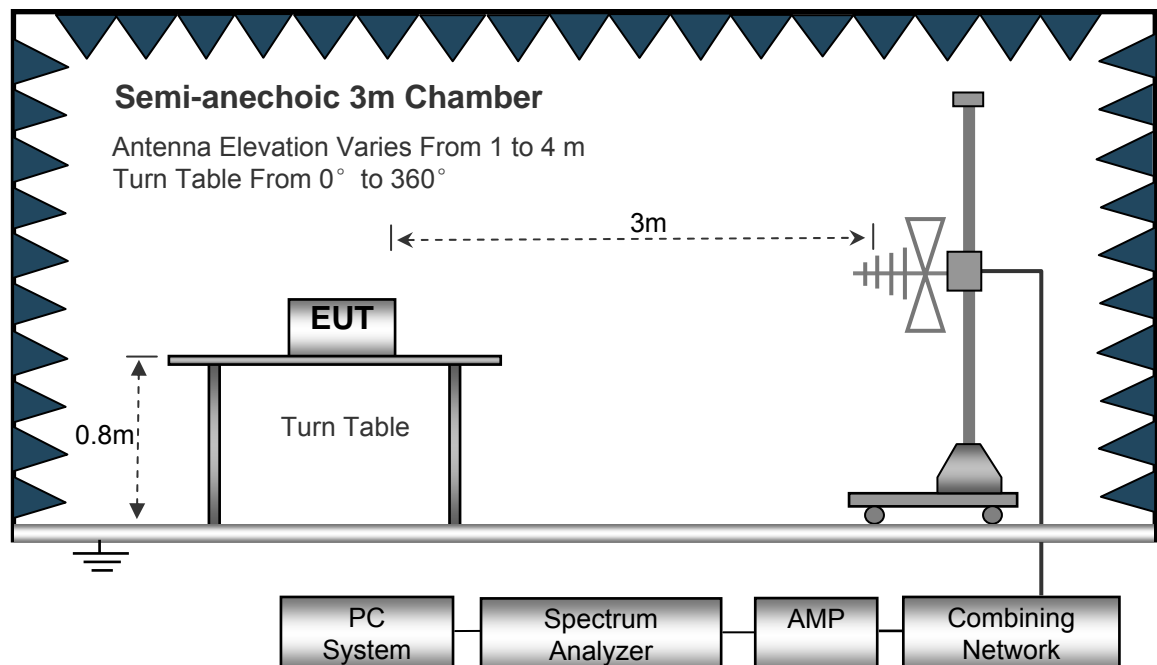 Semi-anechoic 3m Chamber
Antenna Elevation Varies From 1 to 4 m
Turn Table From 0° to 360°
3m
EUT
0.8m
Turn Table
PC
System
Spectrum
Analyzer
AMP
Combining
Network